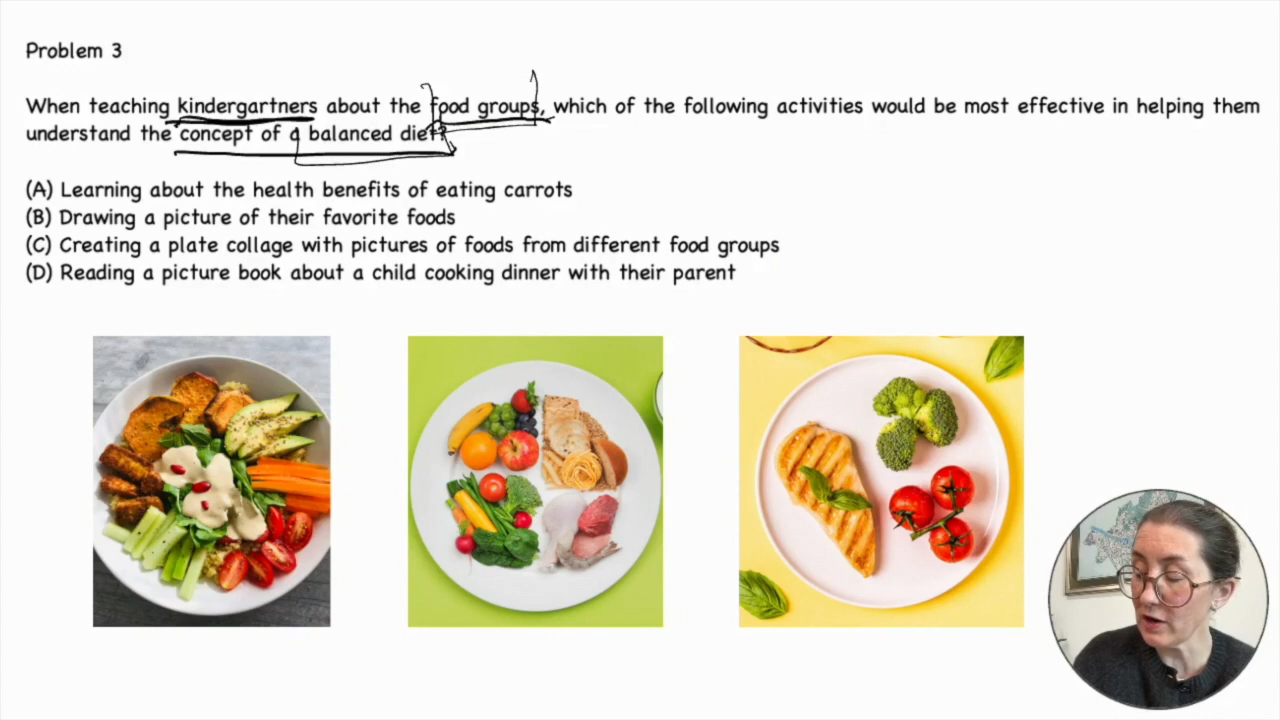 Problem 3
When teaching kindergartners about the food groups, which of the following activities would be most effective in helping them
understand the concept of a balanced diet?
(A) Learning about the health benefits of eating carrots
(B) Drawing a picture of their favorite foods
(C) Creating a plate collage with pictures of foods from different food groups
(D) Reading a picture book about a child cooking dinner with their parent